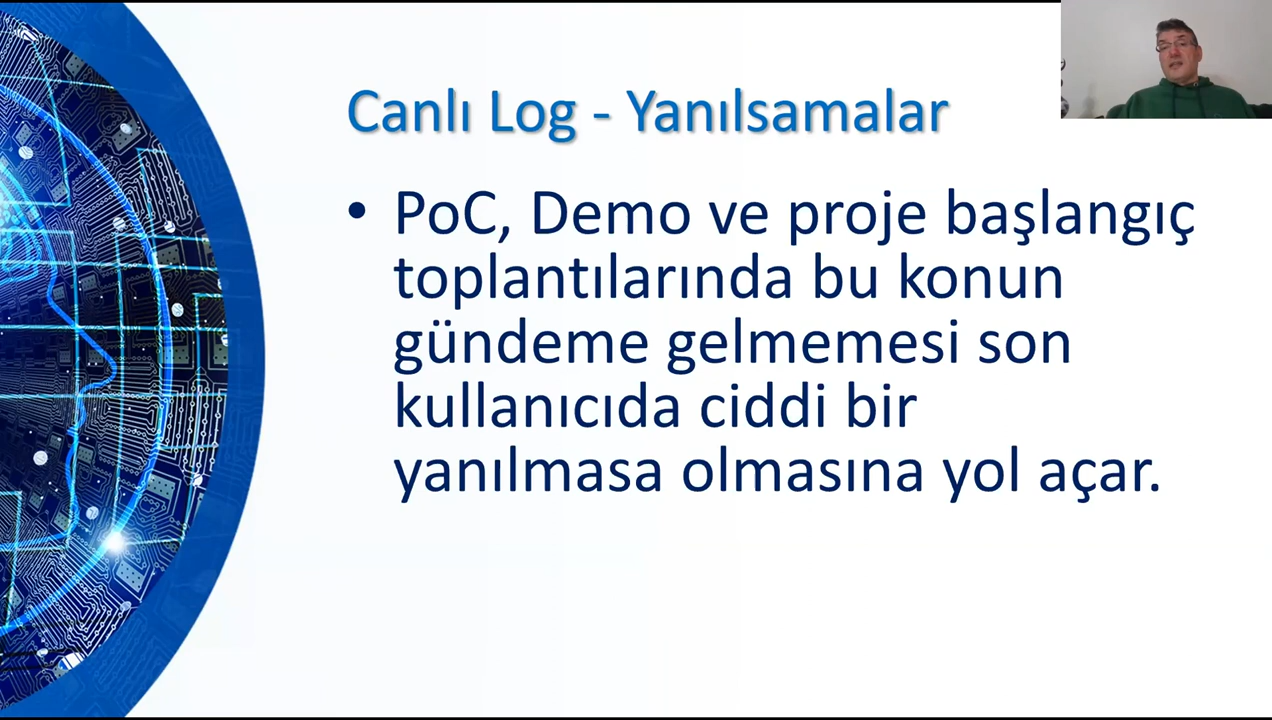 Canlı Log - Yanılsamalar
• PoC, Demo ve proje başlangıç
toplantılarında bu konun
gündeme gelmemesi son
kullanıcıda ciddi bir
yanılmasa olmasına yol açar.